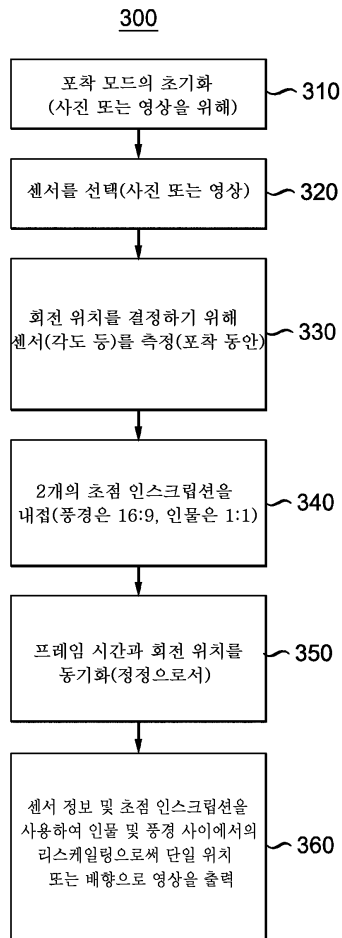 300
포착 모드의 초기화
(사진 또는 영상을 위해)
310
센서를 선택(사진 또는 영상)
320
회전 위치를 결정하기 위해
센서(각도 등)를 측정(포착 동안)
330
2개의 초점 인스크립션을
내접(풍경은 16:9, 인물은 1:1)
340
프레임 시간과 회전 위치를
동기화(정정으로서)
350
센서 정보 및 초점 인스크립션을
사용하여 인물 및 풍경 사이에서의
리스케일링으로써 단일 위치
또는 배향으로 영상을 출력
360